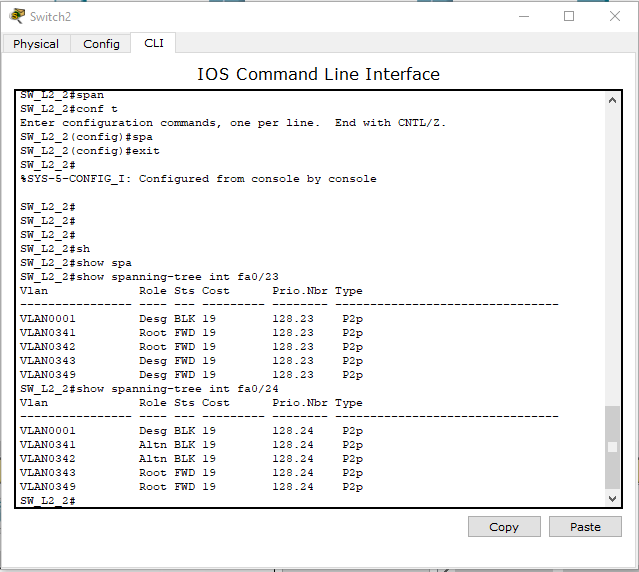 Switch2
Physical Config CLI
IOS Command Line Interface
SW_L2_2#span
SW_L2_2#conf t
Enter configuration commands, one per line.  End with CNTL/Z.
SW_L2_2(config)#spa
SW_L2_2(config)#exit
SW_L2_2#
%SYS-5-CONFIG_I: Configured from console by console
SW_L2_2#
SW_L2_2#
SW_L2_2#
SW_L2_2#sh
SW_L2_2#show spa
SW_L2_2#show spanning-tree int fa0/23
Vlan             Role Sts Cost      Prio.Nbr Type
---------------- ---- --- --------- -------- --------------------------------
VLAN0001         Desg BLK 19        128.23    P2p
VLAN0341         Root FWD 19        128.23    P2p
VLAN0342         Root FWD 19        128.23    P2p
VLAN0343         Desg FWD 19        128.23    P2p
VLAN0349         Desg FWD 19        128.23    P2p
SW_L2_2#show spanning-tree int fa0/24
Vlan             Role Sts Cost      Prio.Nbr Type
---------------- ---- --- --------- -------- --------------------------------
VLAN0001         Desg BLK 19        128.24    P2p
VLAN0341         Altn BLK 19        128.24    P2p
VLAN0342         Altn BLK 19        128.24    P2p
VLAN0343         Root FWD 19        128.24    P2p
VLAN0349         Root FWD 19        128.24    P2p
SW_L2_2#
Copy Paste